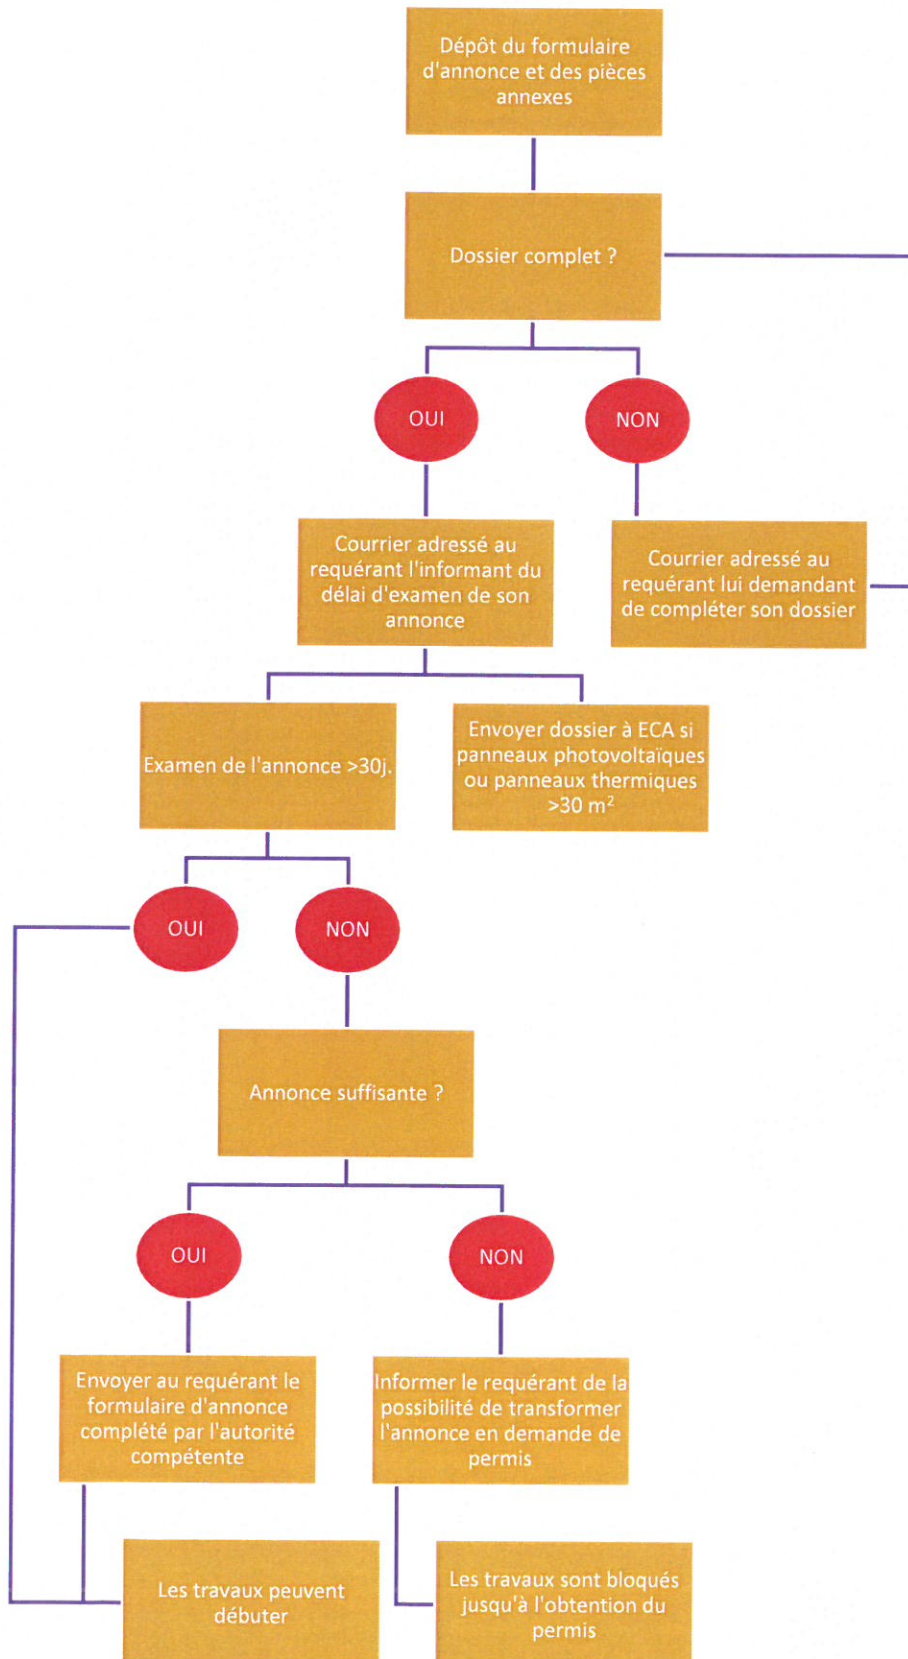 Dépôt du formulaire
d'annonce et des pièces
annexes
Dossier complet ?
OUI
NON
Courrier adressé au
requérant l'informant du
délai d'examen de son
annonce
Courrier adressé au
requérant lui demandant
de compléter son dossier
Examen de l'annonce >30j.
Envoyer dossier à ECA si
panneaux photovoltaïques
ou panneaux thermiques
>30 m²
OUI
NON
Annonce suffisante ?
OUI
NON
Envoyer au requérant le
formulaire d'annonce
complété par l'autorité
compétente
Informer le requérant de la
possibilité de transformer
l'annonce en demande de
permis
Les travaux peuvent
débuter
Les travaux sont bloqués
jusqu'à l'obtention du
permis